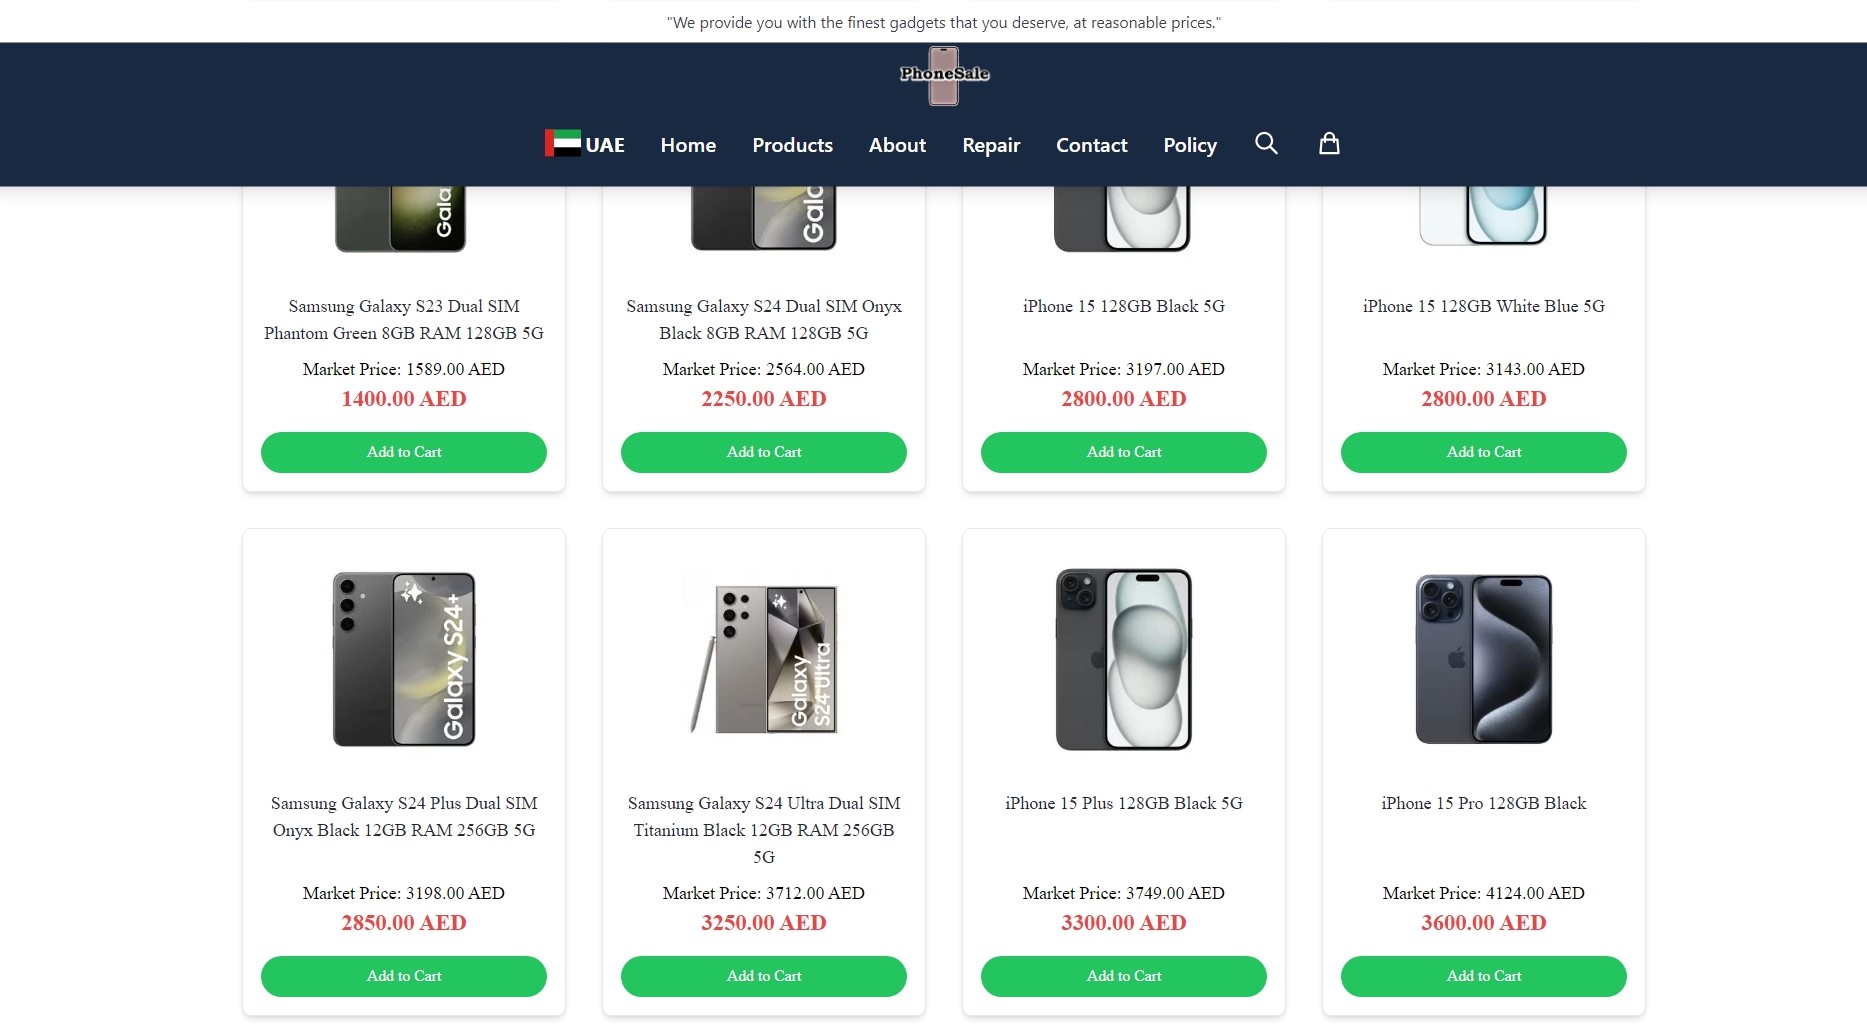 "We provide you with the finest gadgets that you deserve, at reasonable prices."
PhoneSale
UAE
Home
Products
About
Repair
Contact
Policy
Gala
Galax
Samsung Galaxy S23 Dual SIM
Phantom Green 8GB RAM 128GB 5G
Market Price: 1589.00 AED
1400.00 AED
Add to Cart
Samsung Galaxy S24 Dual SIM Onyx
Black 8GB RAM 128GB 5G
Market Price: 2564.00 AED
2250.00 AED
Add to Cart
iPhone 15 128GB Black 5G
Market Price: 3197.00 AED
2800.00 AED
Add to Cart
iPhone 15 128GB White Blue 5G
Market Price: 3143.00 AED
2800.00 AED
Add to Cart
Galaxy S24+
Samsung Galaxy S24 Plus Dual SIM
Onyx Black 12GB RAM 256GB 5G
Market Price: 3198.00 AED
2850.00 AED
Add to Cart
Galaxy
S24 Ultra
Samsung Galaxy S24 Ultra Dual SIM
Titanium Black 12GB RAM 256GB
5G
Market Price: 3712.00 AED
3250.00 AED
Add to Cart
iPhone 15 Plus 128GB Black 5G
Market Price: 3749.00 AED
3300.00 AED
Add to Cart
iPhone 15 Pro 128GB Black
Market Price: 4124.00 AED
3600.00 AED
Add to Cart